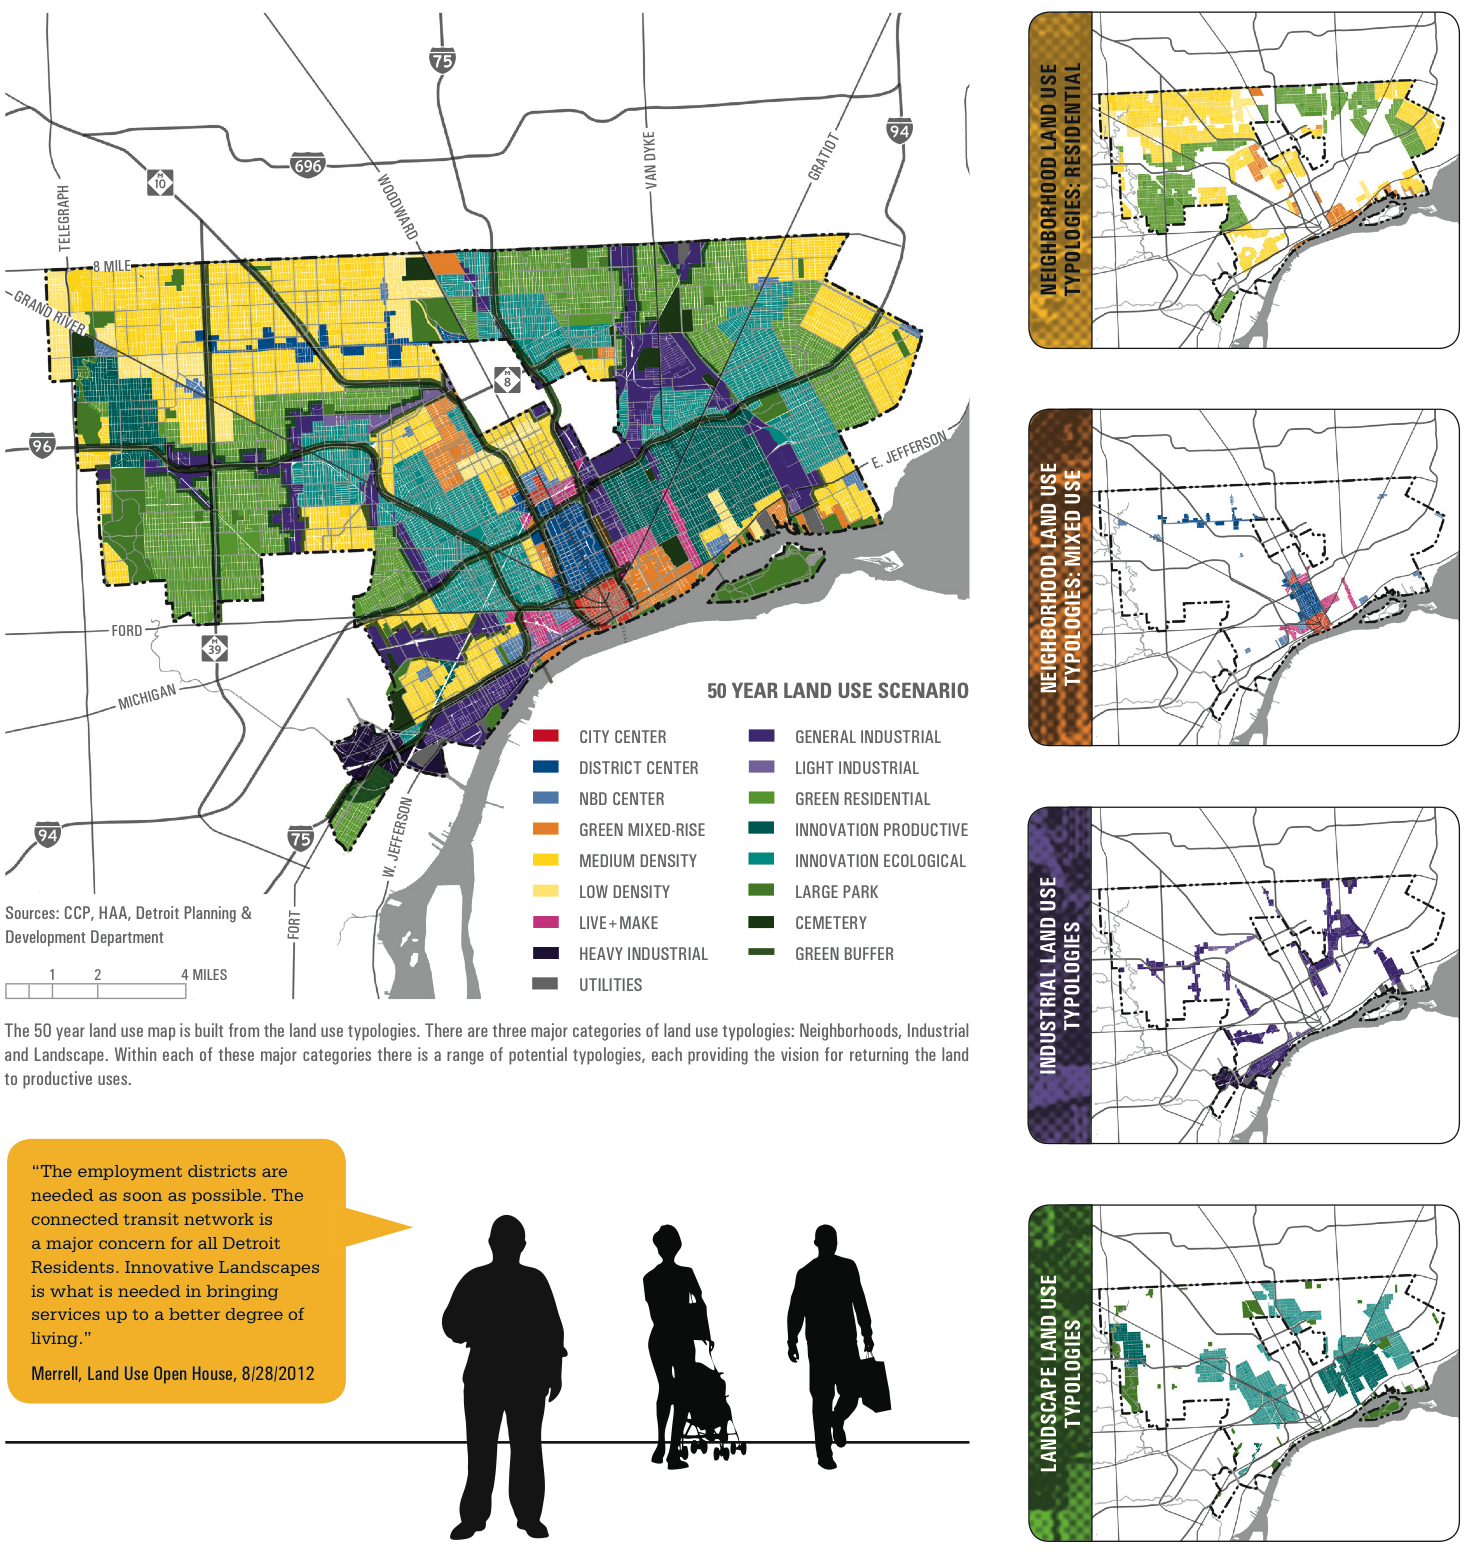 75
94
696
M
10
TELEGRAPH
WOODWARD
VAN DYKE
GRATIOT
8 MILE
GRAND RIVER
M
8
96
E. JEFFERSON
FORD
M
39
MICHIGAN
94
75
W. JEFFERSON
FORT
50 YEAR LAND USE SCENARIO
CITY CENTER
DISTRICT CENTER
NBD CENTER
GREEN MIXED-RISE
MEDIUM DENSITY
LOW DENSITY
LIVE+MAKE
HEAVY INDUSTRIAL
UTILITIES
GENERAL INDUSTRIAL
LIGHT INDUSTRIAL
GREEN RESIDENTIAL
INNOVATION PRODUCTIVE
INNOVATION ECOLOGICAL
LARGE PARK
CEMETERY
GREEN BUFFER
Sources: CCP, HAA, Detroit Planning &
Development Department
1 2 4 MILES
The 50 year land use map is built from the land use typologies. There are three major categories of land use typologies: Neighborhoods, Industrial
and Landscape. Within each of these major categories there is a range of potential typologies, each providing the vision for returning the land
to productive uses.
“The employment districts are
needed as soon as possible. The
connected transit network is
a major concern for all Detroit
Residents. Innovative Landscapes
is what is needed in bringing
services up to a better degree of
living.”
Merrell, Land Use Open House, 8/28/2012
NEIGHBORHOOD LAND USE
TYPOLOGIES: RESIDENTIAL
NEIGHBORHOOD LAND USE
TYPOLOGIES: MIXED USE
INDUSTRIAL LAND USE
TYPOLOGIES
LANDSCAPE LAND USE
TYPOLOGIES